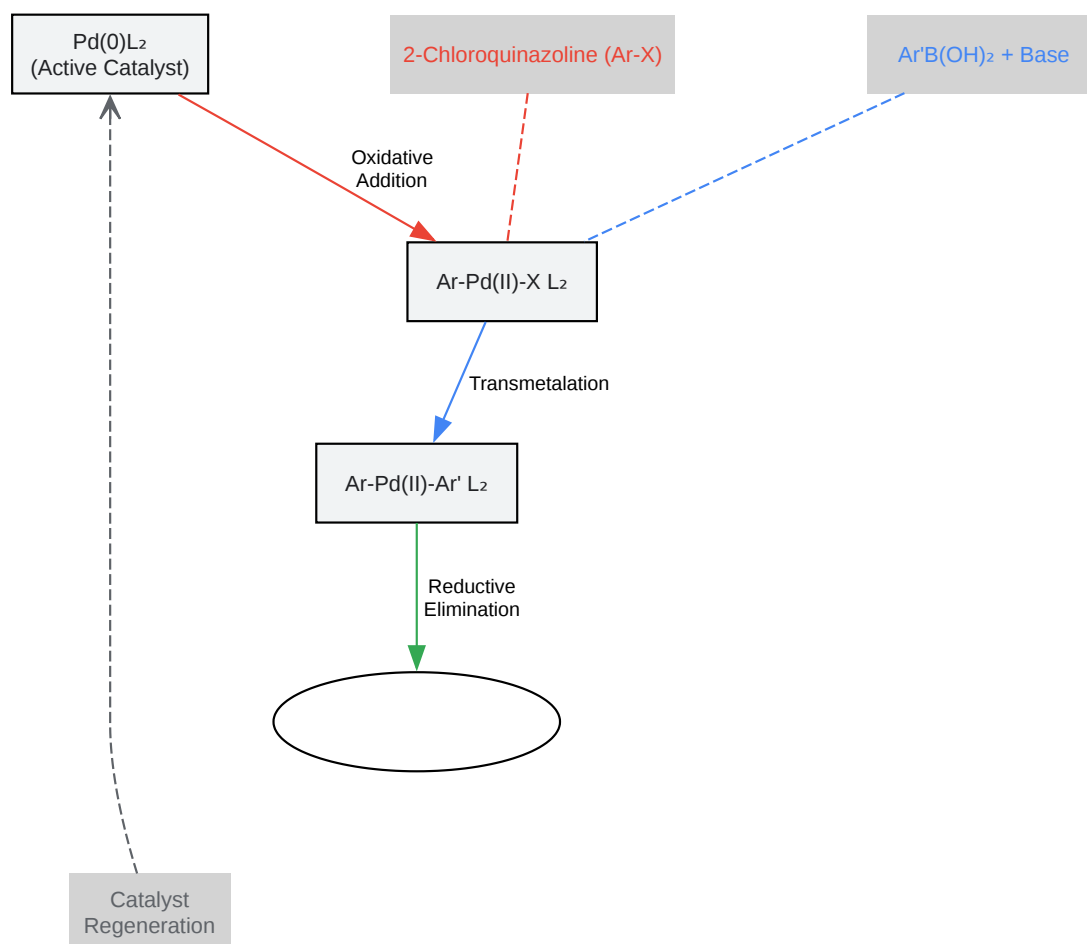 Pd(0)L₂
(Active Catalyst)
2-Chloroquinazoline (Ar-X)
Ar'B(OH)₂ + Base
Oxidative
Addition
Ar-Pd(II)-X L₂
Transmetalation
Ar-Pd(II)-Ar' L₂
Reductive
Elimination
Catalyst
Regeneration